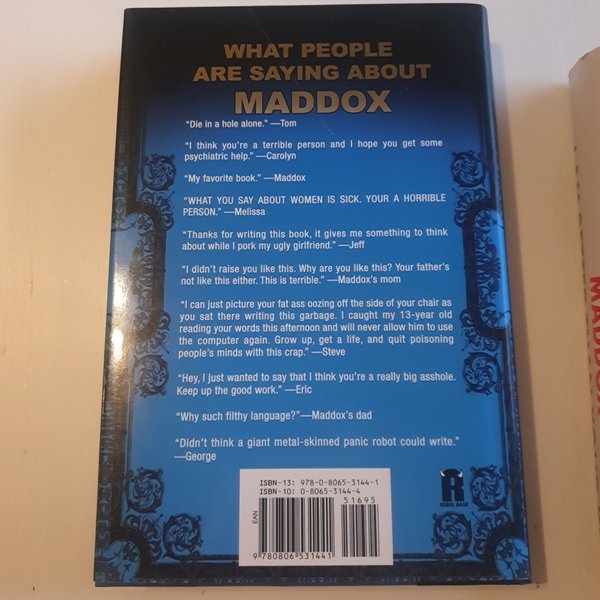 WHAT PEOPLE
ARE SAYING ABOUT
MADDOX
“Die in a hole alone.” —Tom
“I think you’re a terrible person and I hope you get some
psychiatric help.” —Carolyn
“My favorite book.” —Maddox
“WHAT YOU SAY ABOUT WOMEN IS SICK. YOUR A HORRIBLE
PERSON.” —Melissa
“Thanks for writing this book, it gives me something to think
about while I pork my ugly girlfriend.” —Jeff
“I didn’t raise you like this. Why are you like this? Your father’s
not like this either. This is terrible.” —Maddox’s mom
“I can just picture your fat ass oozing off the side of your chair as
you sat there writing this garbage. I caught my 13-year old
reading your words this afternoon and will never allow him to use
the computer again. Grow up, get a life, and quit poisoning
people’s minds with this crap.” —Steve
“Hey, I just wanted to say that I think you’re a really big asshole.
Keep up the good work.” —Eric
“Why such filthy language?”—Maddox’s dad
“Didn’t think a giant metal-skinned panic robot could write.”
—George
ISBN-13: 978-0-8065-3144-1
ISBN-10: 0-8065-3144-4
51695
EAN
9 780806 531441
R
REBEL BASE
MADDOX